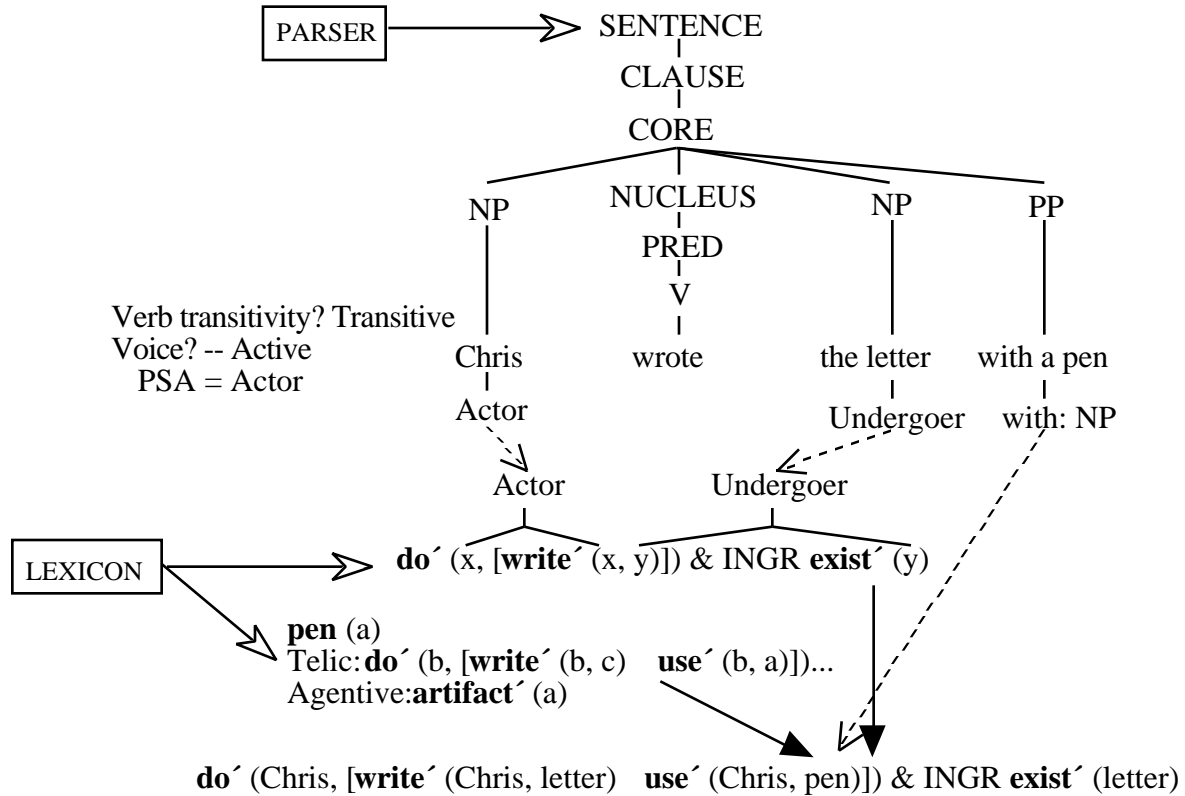 PARSER
SENTENCE
CLAUSE
CORE
NP NUCLEUS NP PP
PRED
V
Verb transitivity? Transitive
Voice? -- Active
PSA = Actor
Chris wrote the letter with a pen
Actor Undergoer with: NP
Actor Undergoer
LEXICON
do´ (x, [write´ (x, y)]) & INGR exist´ (y)
pen (a)
Telic: do´ (b, [write´ (b, c) use´ (b, a)])...
Agentive:artifact´ (a)
do´ (Chris, [write´ (Chris, letter) use´ (Chris, pen)]) & INGR exist´ (letter)